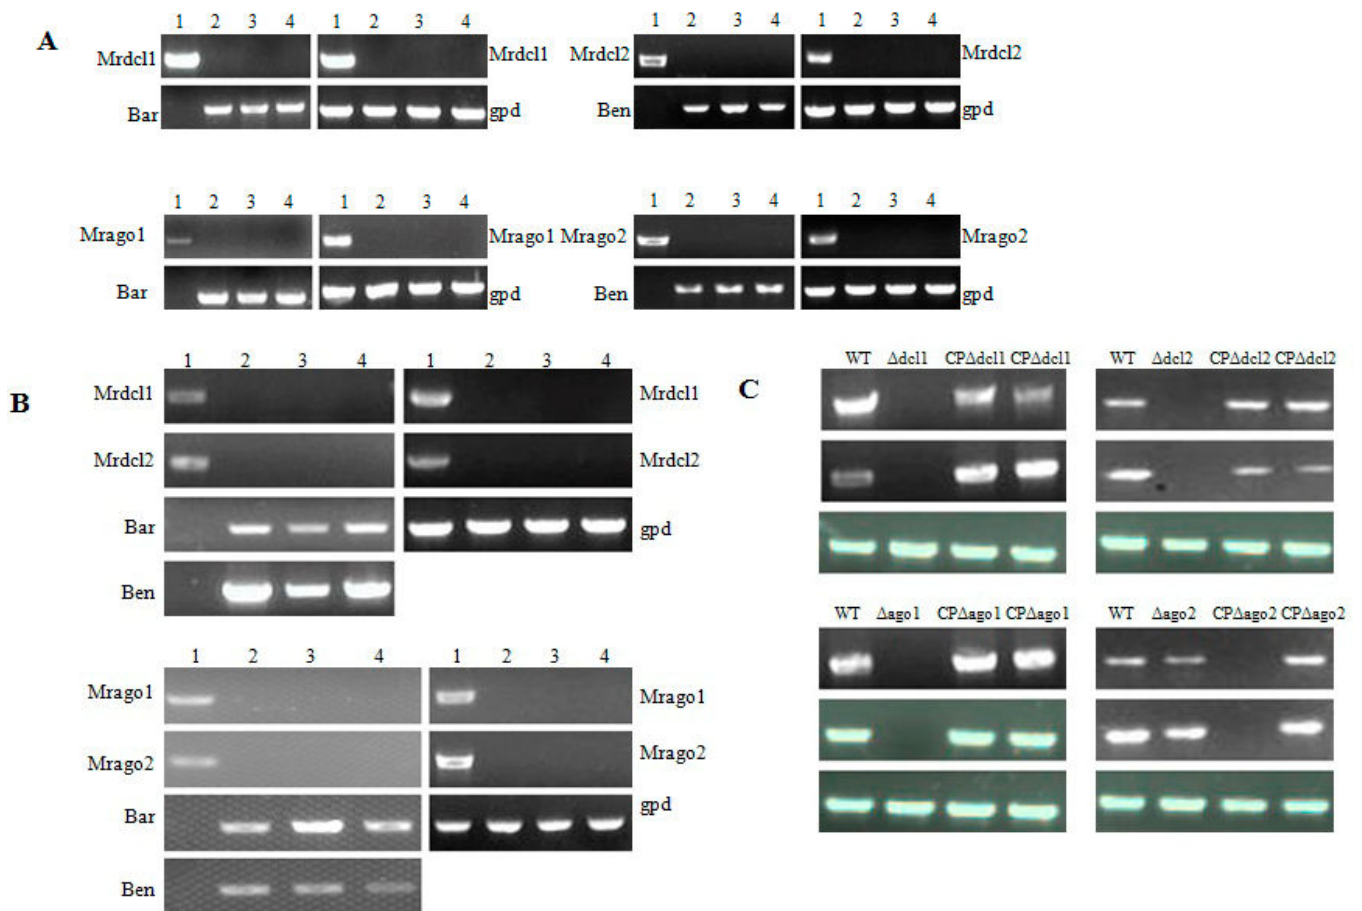 A
1 2 3 4 1 2 3 4
Mrdcl1 Mrdcl1
Bar gpd
1 2 3 4 1 2 3 4
Mrdcl2 Mrdcl2
Ben gpd
1 2 3 4 1 2 3 4
Mrago1 Mrago1
Bar gpd
1 2 3 4 1 2 3 4
Mrago2 Mrago2
Ben gpd
B
1 2 3 4 1 2 3 4
Mrdcl1 Mrdcl1
Mrdcl2 Mrdcl2
Bar gpd
Ben
1 2 3 4 1 2 3 4
Mrago1 Mrago1
Mrago2 Mrago2
Bar gpd
Ben
C
WT Δdcl1 CPΔdcl1 CPΔdcl1
WT Δdcl2 CPΔdcl2 CPΔdcl2
WT Δago1 CPΔago1 CPΔago1
WT Δago2 CPΔago2 CPΔago2